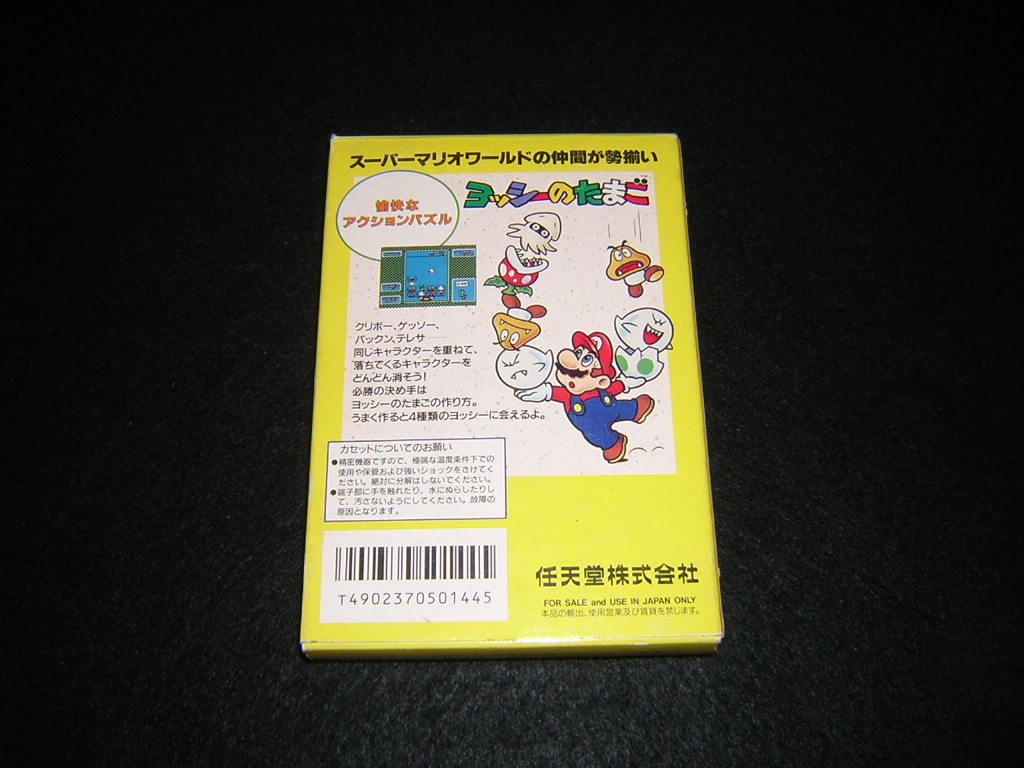 スーパーマリオワールドの仲間が勢揃い
ヨッシーのたまご
愉快な
アクションパズル
クリボー、ゲッソー、
パックン、テレサ──
同じキャラクターを重ねて、
落ちてくるキャラクターを
どんどん消そう!
必勝の決め手は
ヨッシーのたまごの作り方。
うまく作ると4種類のヨッシーに会えるよ。
カセットについてのお願い
●精密機器ですので、極端な温度条件下での
使用や保管および強いショックをさけてく
ださい。絶対に分解はしないでください。
●端子部に手を触れたり、水にぬらしたりし
て、汚さないようにしてください。故障の
原因となります。
T4902370501445
任天堂株式会社
FOR SALE and USE IN JAPAN ONLY
本品の輸出、使用営業及び賃貸を禁じます。